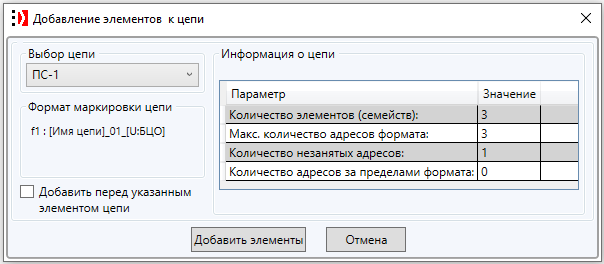 Добавление элементов к цепи
Выбор цепи
ПС-1
Формат маркировки цепи
f1 : [Имя цепи]_01_[U:БЦО]
Добавить перед указанным
элементом цепи
Информация о цепи
Параметр Значение
Количество элементов (семейств): 3
Макс. количество адресов формата: 3
Количество незанятых адресов: 1
Количество адресов за пределами формата: 0
Добавить элементы Отмена